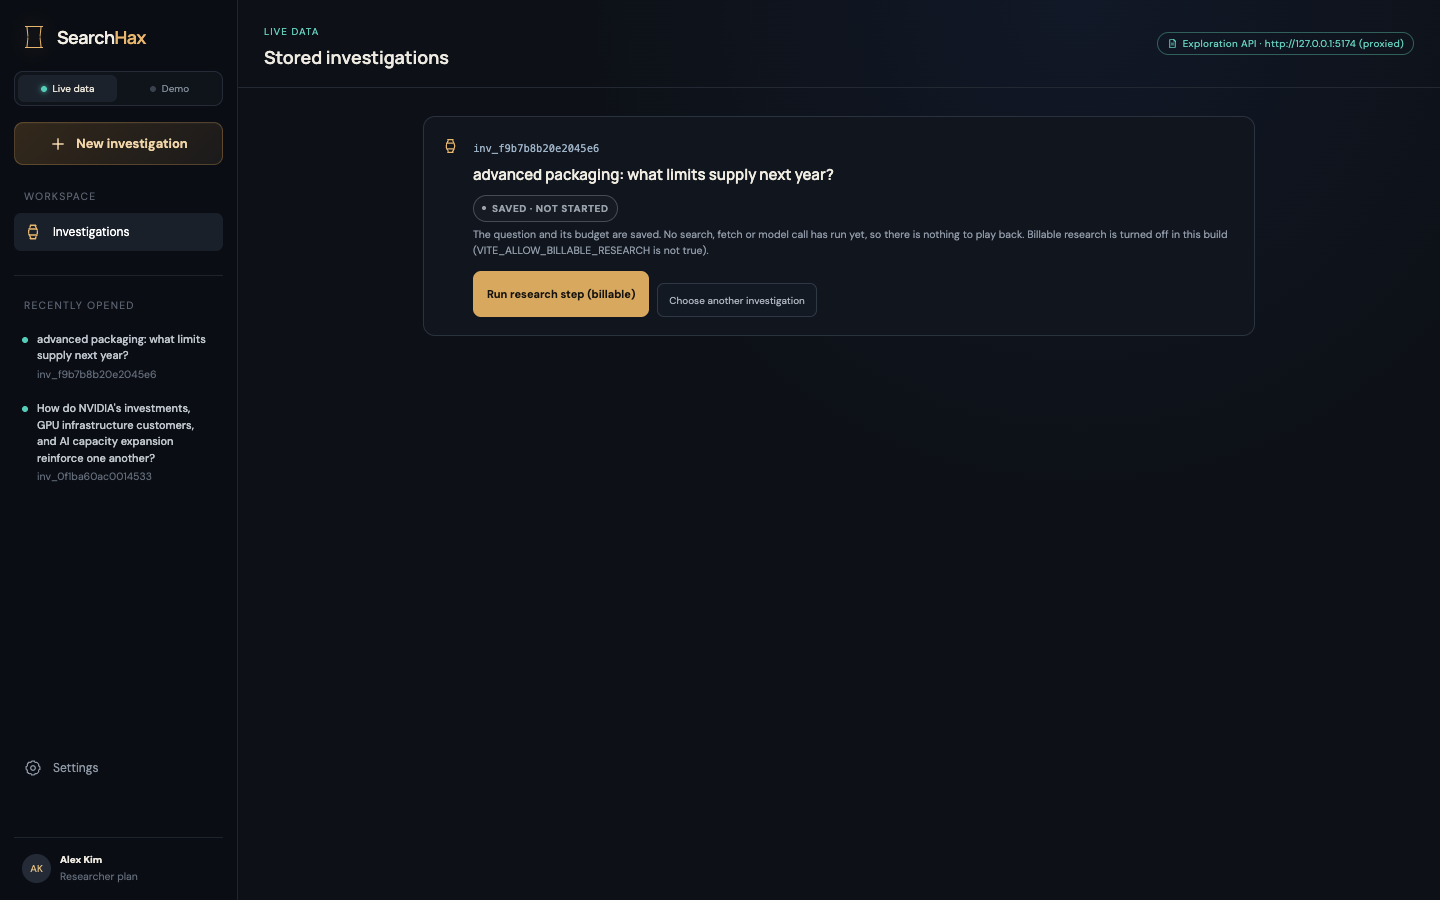 SearchHax
Live data
Demo
New investigation
WORKSPACE
Investigations
RECENTLY OPENED
advanced packaging: what limits
supply next year?
inv_f9b7b8b20e2045e6
How do NVIDIA's investments,
GPU infrastructure customers,
and AI capacity expansion
reinforce one another?
inv_0f1ba60ac0014533
Settings
AK
Alex Kim
Researcher plan
LIVE DATA
Stored investigations
Exploration API · http://127.0.0.1:5174 (proxied)
inv_f9b7b8b20e2045e6
advanced packaging: what limits supply next year?
SAVED · NOT STARTED
The question and its budget are saved. No search, fetch or model call has run yet, so there is nothing to play back. Billable research is turned off in this build
(VITE_ALLOW_BILLABLE_RESEARCH is not true).
Run research step (billable)
Choose another investigation